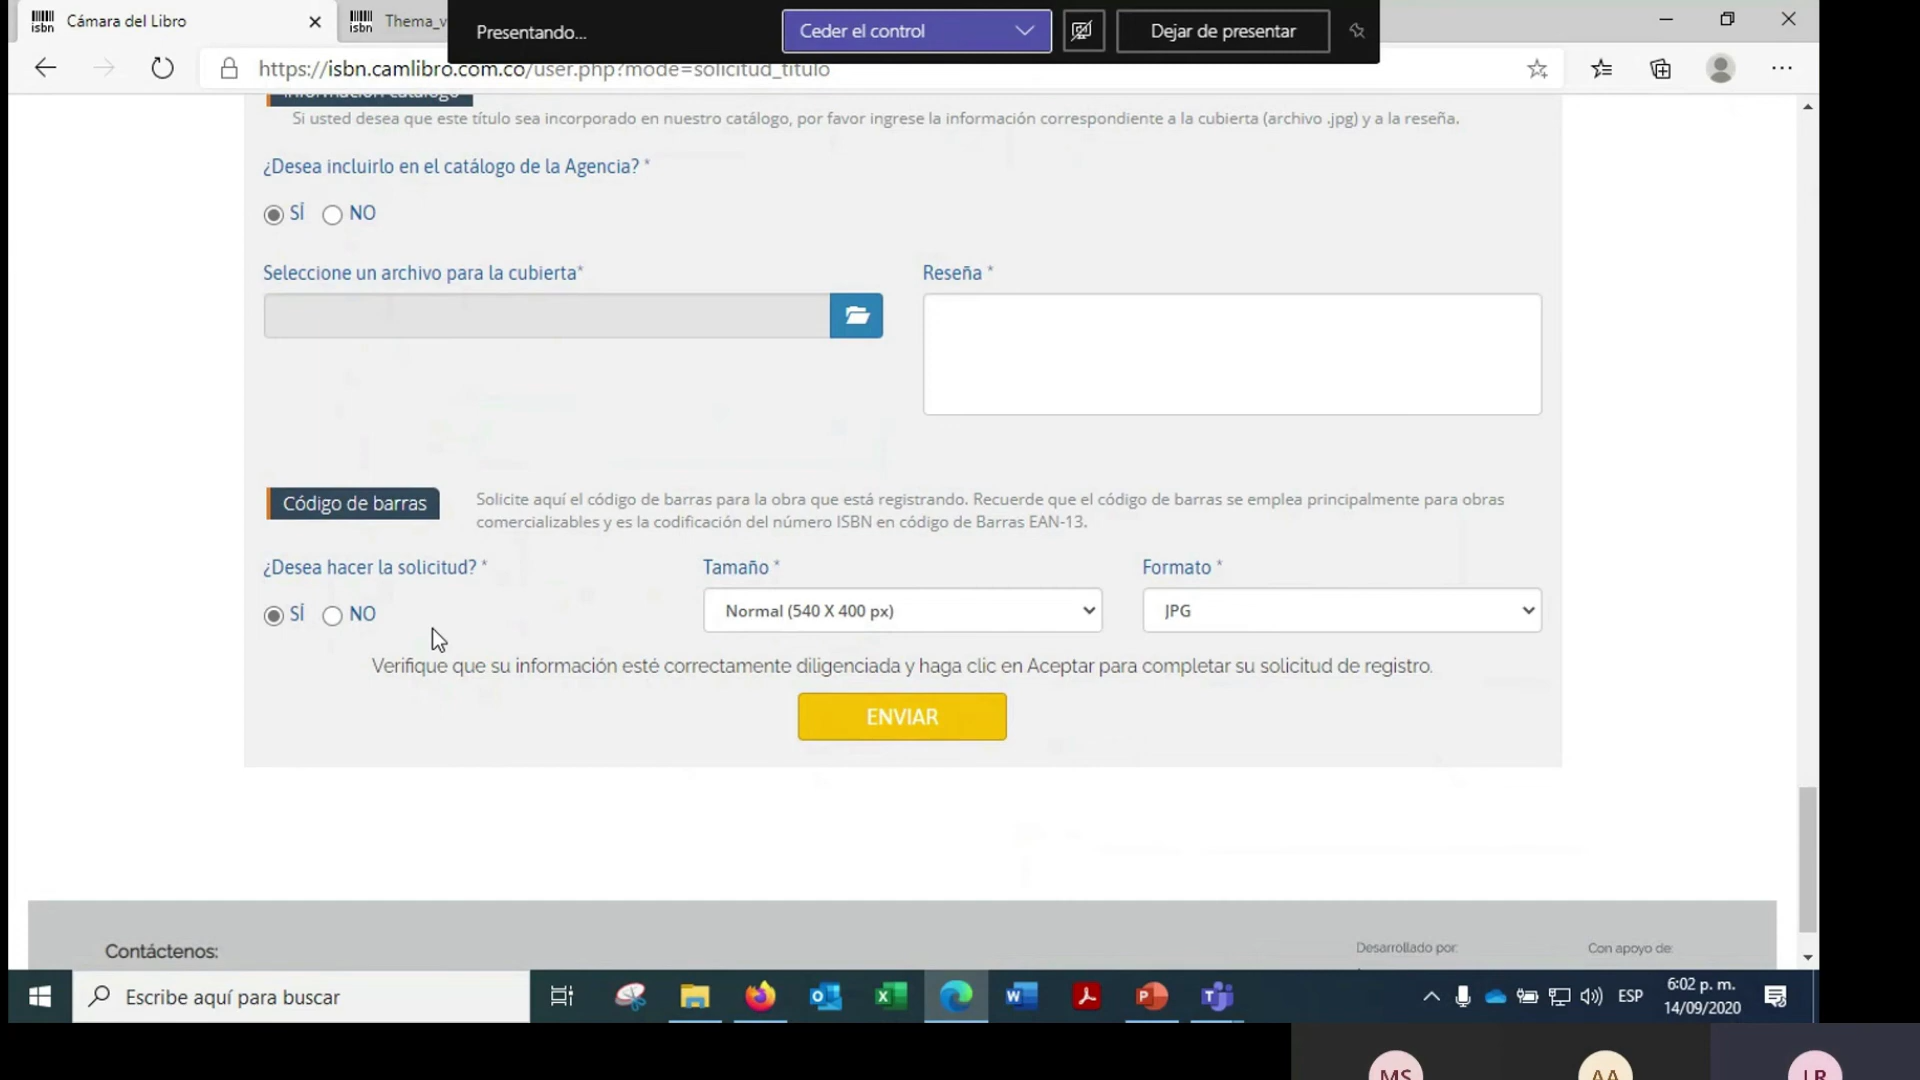 isbn Cámara del Libro
isbn Thema_v
Presentando...
Ceder el control
Dejar de presentar
https://isbn.camlibro.com.co/user.php?mode=solicitud_titulo
Información catálogo
Si usted desea que este título sea incorporado en nuestro catálogo, por favor ingrese la información correspondiente a la cubierta (archivo .jpg) y a la reseña.
¿Desea incluirlo en el catálogo de la Agencia? *
SÍ NO
Seleccione un archivo para la cubierta*
Reseña *
Código de barras
Solicite aquí el código de barras para la obra que está registrando. Recuerde que el código de barras se emplea principalmente para obras
comercializables y es la codificación del número ISBN en código de Barras EAN-13.
¿Desea hacer la solicitud? *
Tamaño *
Formato *
SÍ NO
Normal (540 X 400 px)
JPG
Verifique que su información esté correctamente diligenciada y haga clic en Aceptar para completar su solicitud de registro.
ENVIAR
Contáctenos:
Desarrollado por:
Con apoyo de:
Escribe aquí para buscar
ESP
6:02 p. m.
14/09/2020
MS
AA
LR